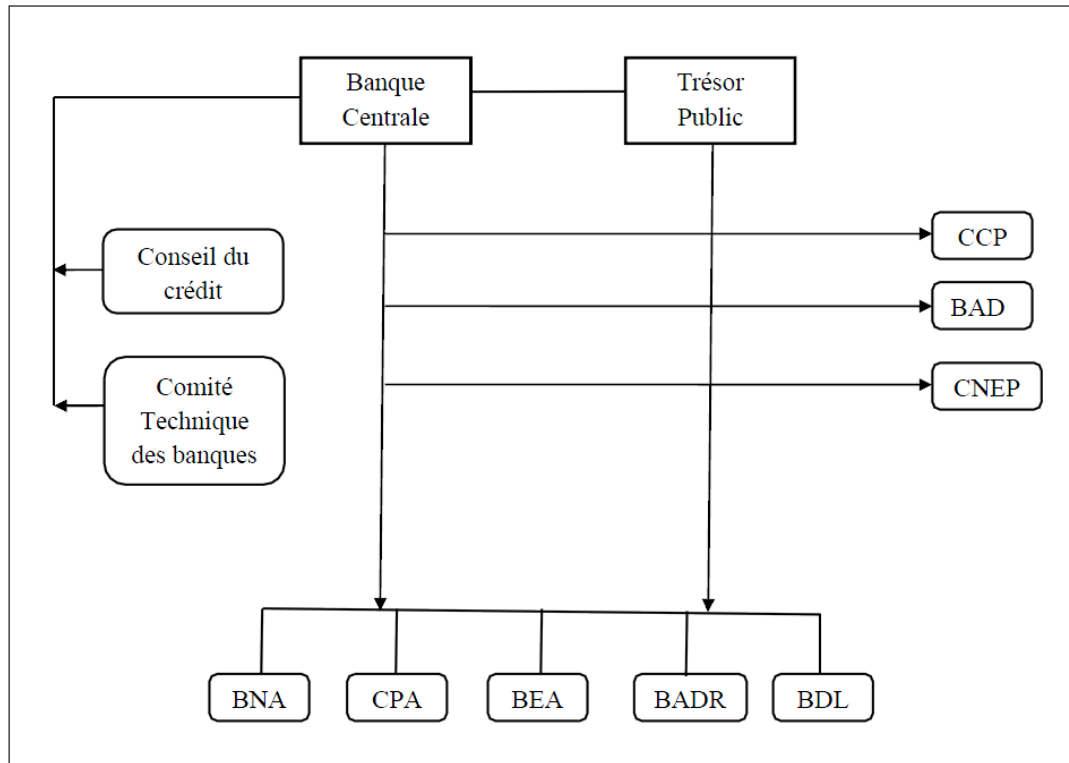 Banque
Centrale
Trésor
Public
CCP
Conseil du
crédit
BAD
CNEP
Comité
Technique
des banques
BNA
CPA
BEA
BADR
BDL